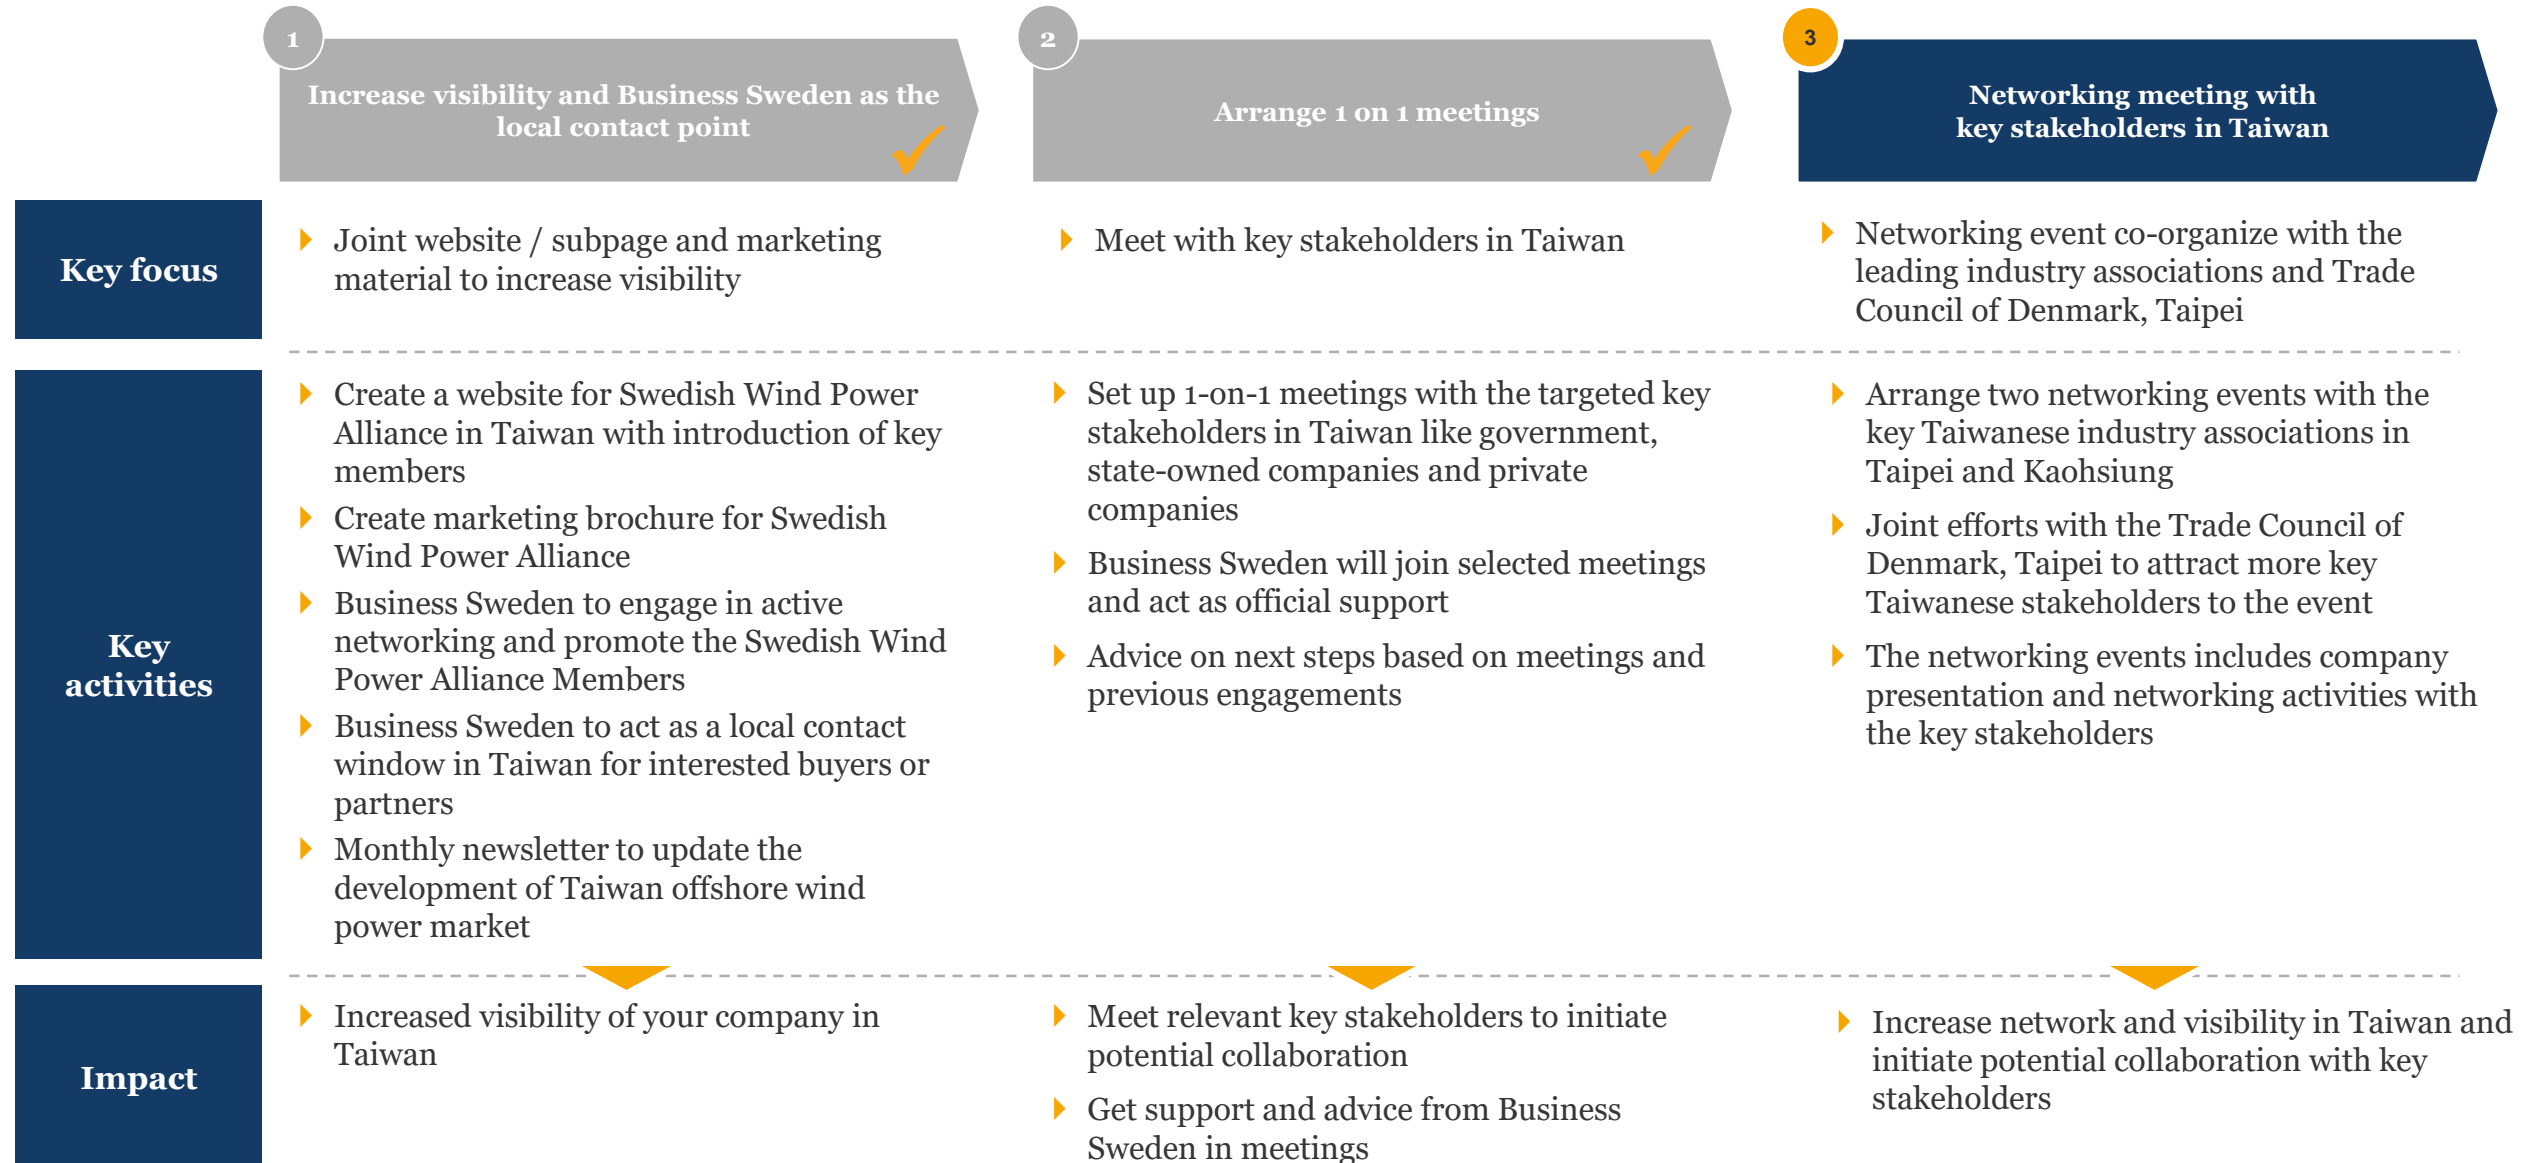 1
Increase visibility and Business Sweden as the
local contact point
2
Arrange 1 on 1 meetings
3
Networking meeting with
key stakeholders in Taiwan
Key focus
Joint website / subpage and marketing
material to increase visibility
Meet with key stakeholders in Taiwan
Networking event co-organize with the
leading industry associations and Trade
Council of Denmark, Taipei
Key
activities
Create a website for Swedish Wind Power
Alliance in Taiwan with introduction of key
members
Create marketing brochure for Swedish
Wind Power Alliance
Business Sweden to engage in active
networking and promote the Swedish Wind
Power Alliance Members
Business Sweden to act as a local contact
window in Taiwan for interested buyers or
partners
Monthly newsletter to update the
development of Taiwan offshore wind
power market
Set up 1-on-1 meetings with the targeted key
stakeholders in Taiwan like government,
state-owned companies and private
companies
Business Sweden will join selected meetings
and act as official support
Advice on next steps based on meetings and
previous engagements
Arrange two networking events with the
key Taiwanese industry associations in
Taipei and Kaohsiung
Joint efforts with the Trade Council of
Denmark, Taipei to attract more key
Taiwanese stakeholders to the event
The networking events includes company
presentation and networking activities with
the key stakeholders
Impact
Increased visibility of your company in
Taiwan
Meet relevant key stakeholders to initiate
potential collaboration
Get support and advice from Business
Sweden in meetings
Increase network and visibility in Taiwan and
initiate potential collaboration with key
stakeholders